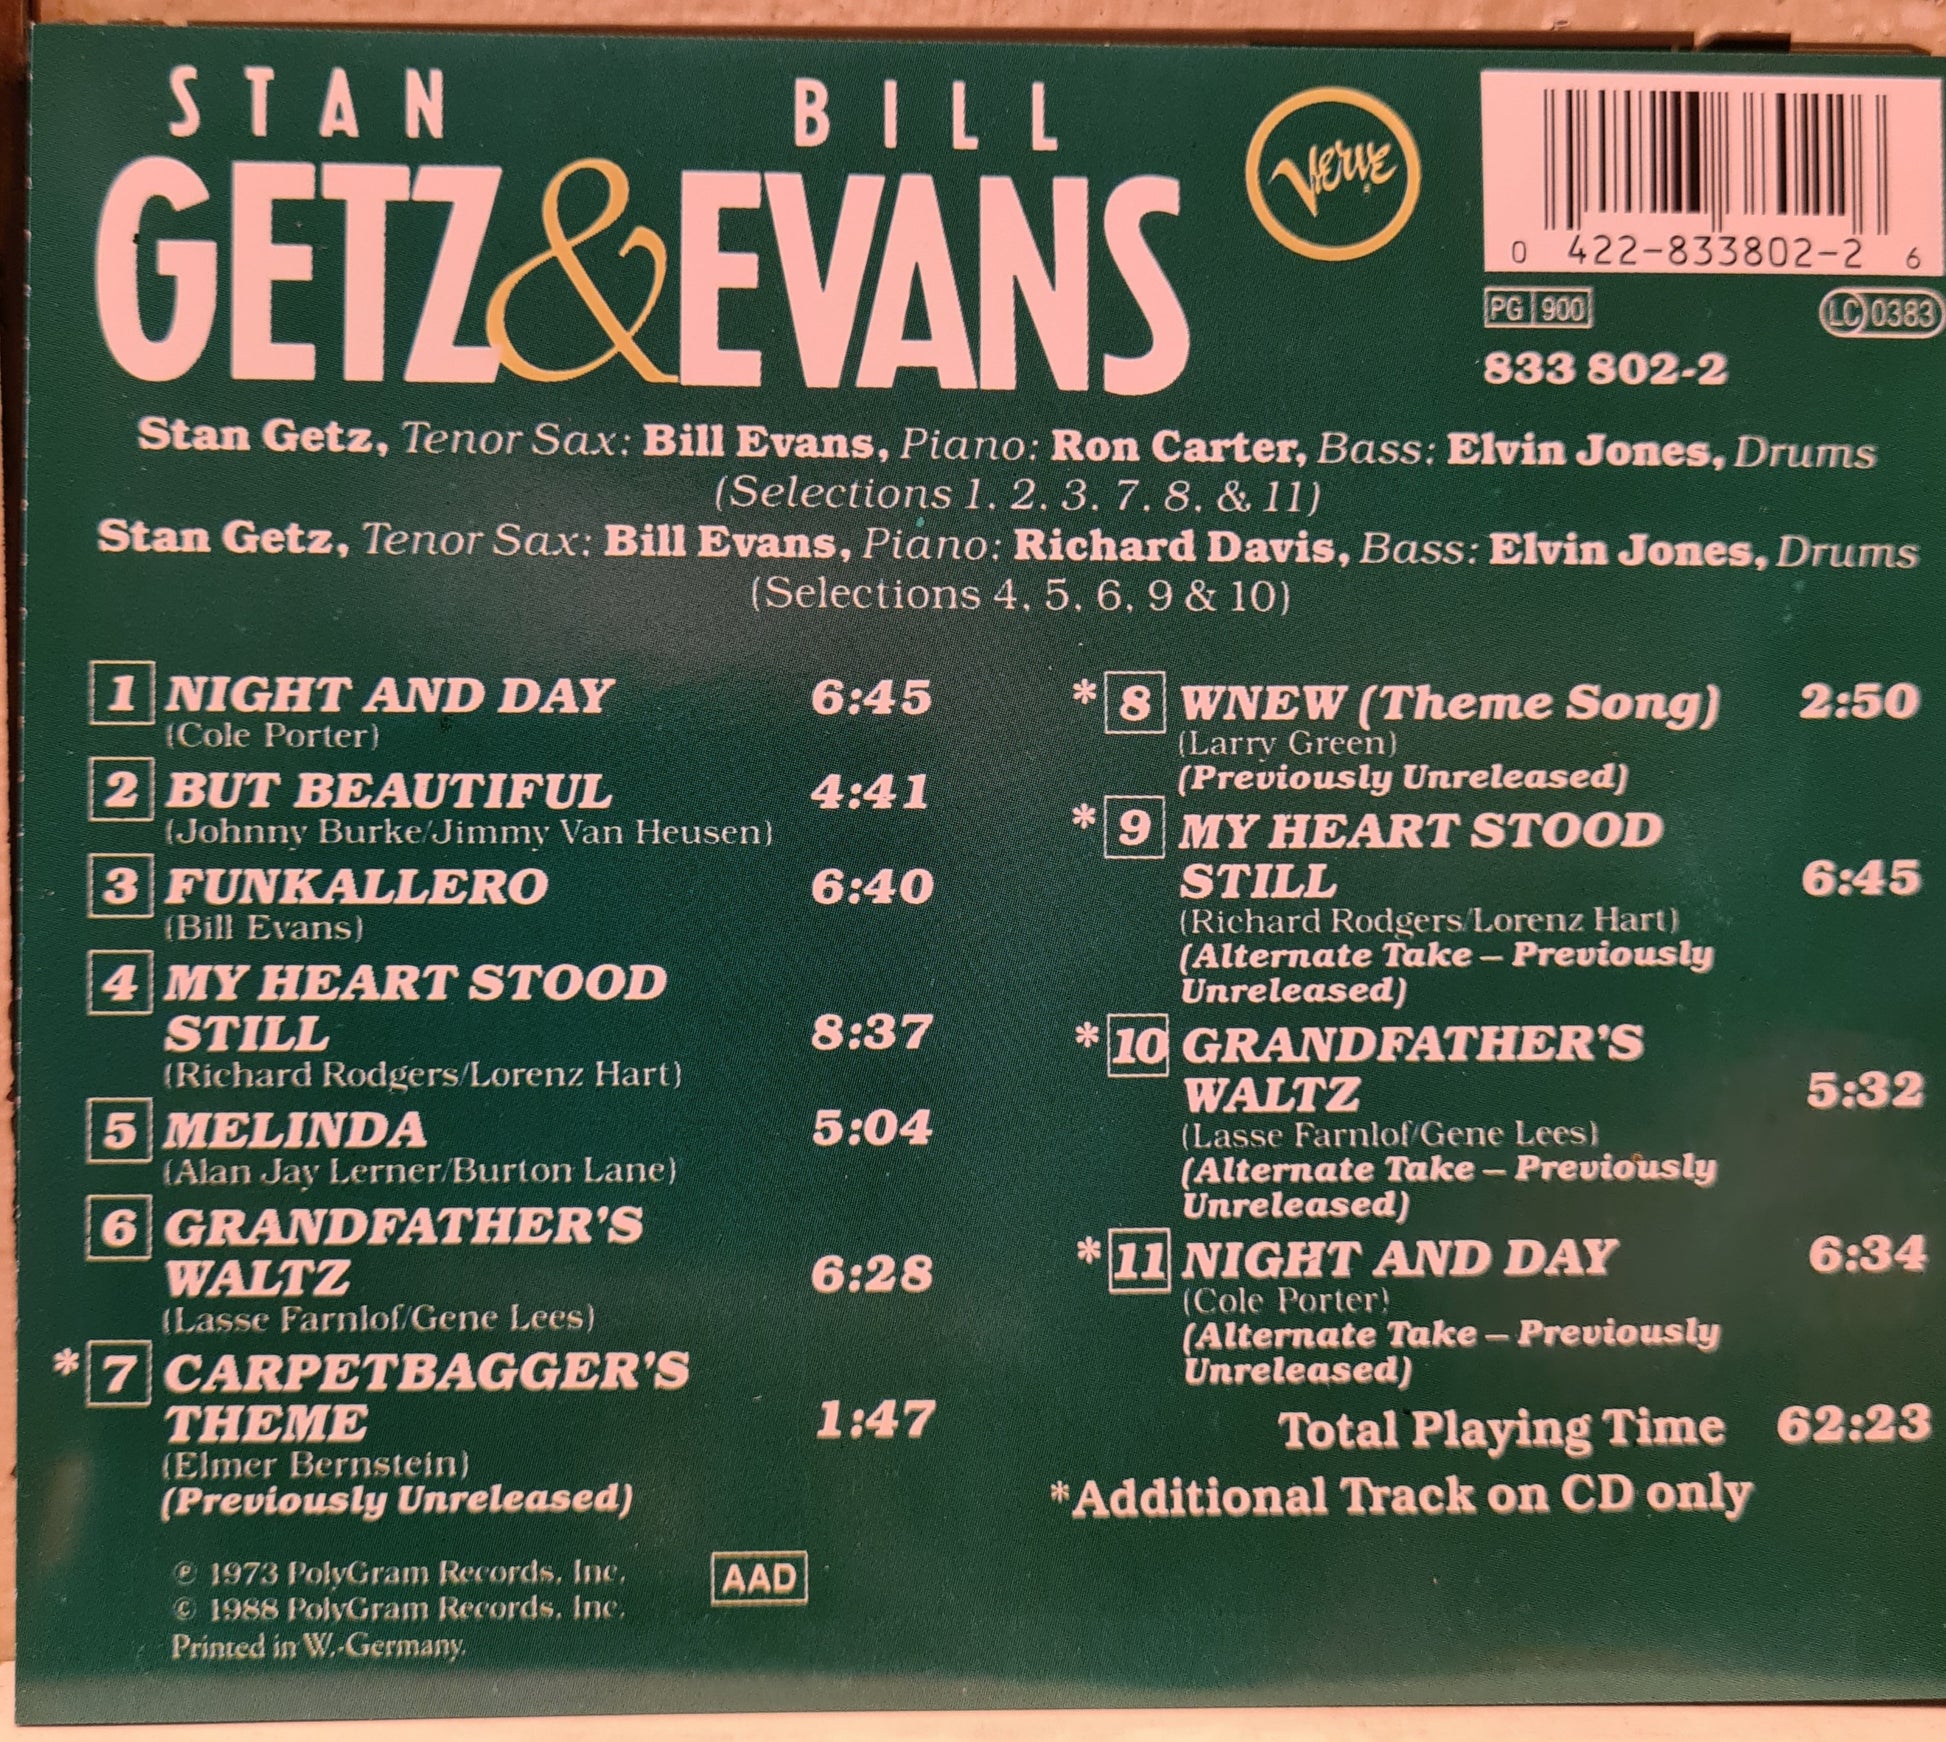 STAN BILL
GETZ & EVANS
Verve
0 422-833802-2 6
PG 900
LC 0383
833 802-2
Stan Getz, Tenor Sax: Bill Evans, Piano: Ron Carter, Bass: Elvin Jones, Drums
(Selections 1, 2, 3, 7, 8, & 11)
Stan Getz, Tenor Sax: Bill Evans, Piano: Richard Davis, Bass: Elvin Jones, Drums
(Selections 4, 5, 6, 9 & 10)
1 NIGHT AND DAY 6:45
(Cole Porter)
2 BUT BEAUTIFUL 4:41
(Johnny Burke/Jimmy Van Heusen)
3 FUNKALLERO 6:40
(Bill Evans)
4 MY HEART STOOD
STILL 8:37
(Richard Rodgers/Lorenz Hart)
5 MELINDA 5:04
(Alan Jay Lerner/Burton Lane)
6 GRANDFATHER'S
WALTZ 6:28
(Lasse Farnlof/Gene Lees)
* 7 CARPETBAGGER'S
THEME 1:47
(Elmer Bernstein)
(Previously Unreleased)
* 8 WNEW (Theme Song) 2:50
(Larry Green)
(Previously Unreleased)
* 9 MY HEART STOOD
STILL 6:45
(Richard Rodgers/Lorenz Hart)
(Alternate Take – Previously
Unreleased)
* 10 GRANDFATHER'S
WALTZ 5:32
(Lasse Farnlof/Gene Lees)
(Alternate Take – Previously
Unreleased)
* 11 NIGHT AND DAY 6:34
(Cole Porter)
(Alternate Take – Previously
Unreleased)
Total Playing Time 62:23
*Additional Track on CD only
℗ 1973 PolyGram Records, Inc.
© 1988 PolyGram Records, Inc.
Printed in W.-Germany.
AAD